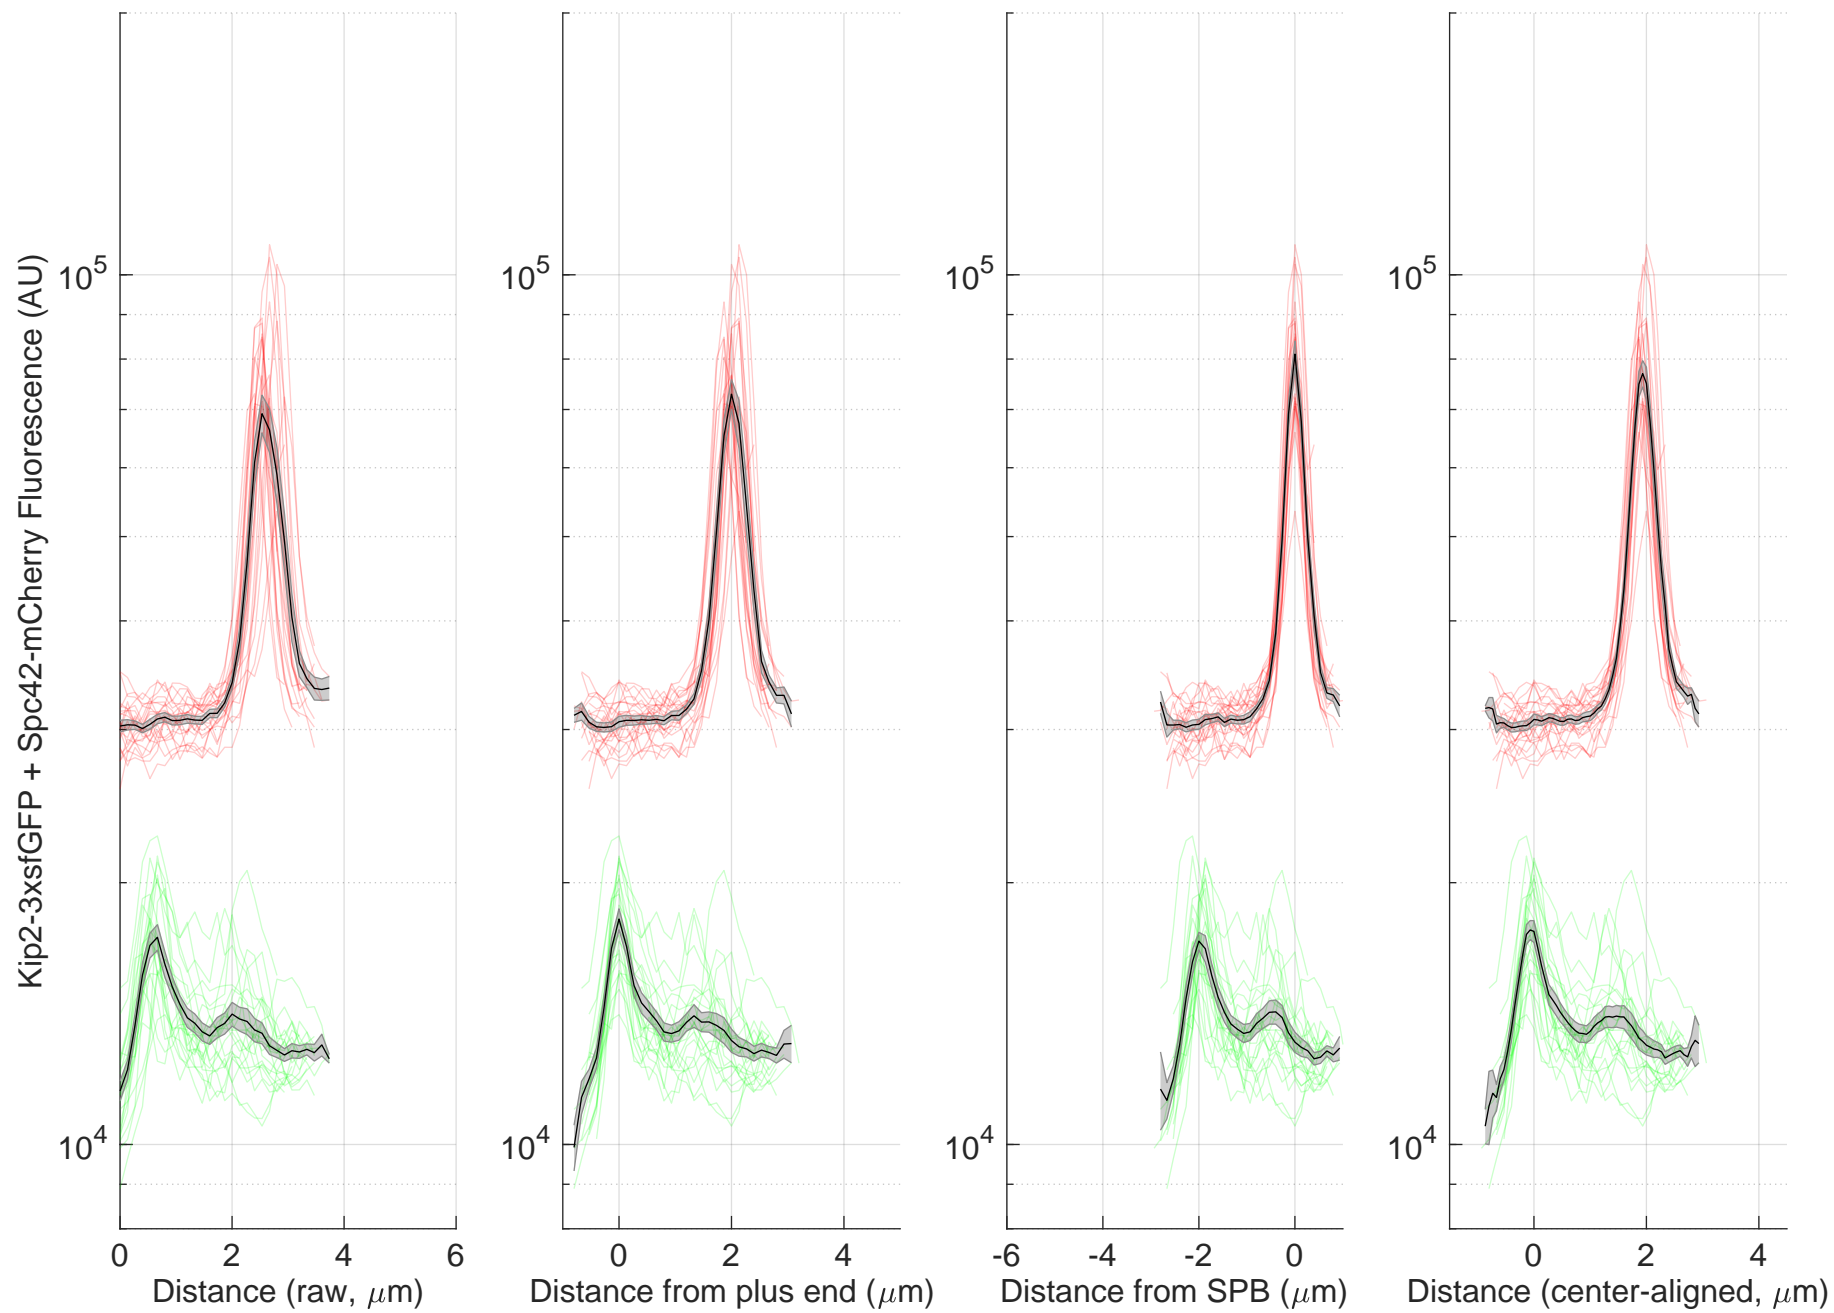 Kip2-3xsfGFP + Spc42-mCherry Fluorescence (AU)
10^5
10^4
0 2 4 6
Distance (raw, μm)
10^5
10^4
0 2 4
Distance from plus end (μm)
10^5
10^4
-6 -4 -2 0
Distance from SPB (μm)
10^5
10^4
0 2 4
Distance (center-aligned, μm)